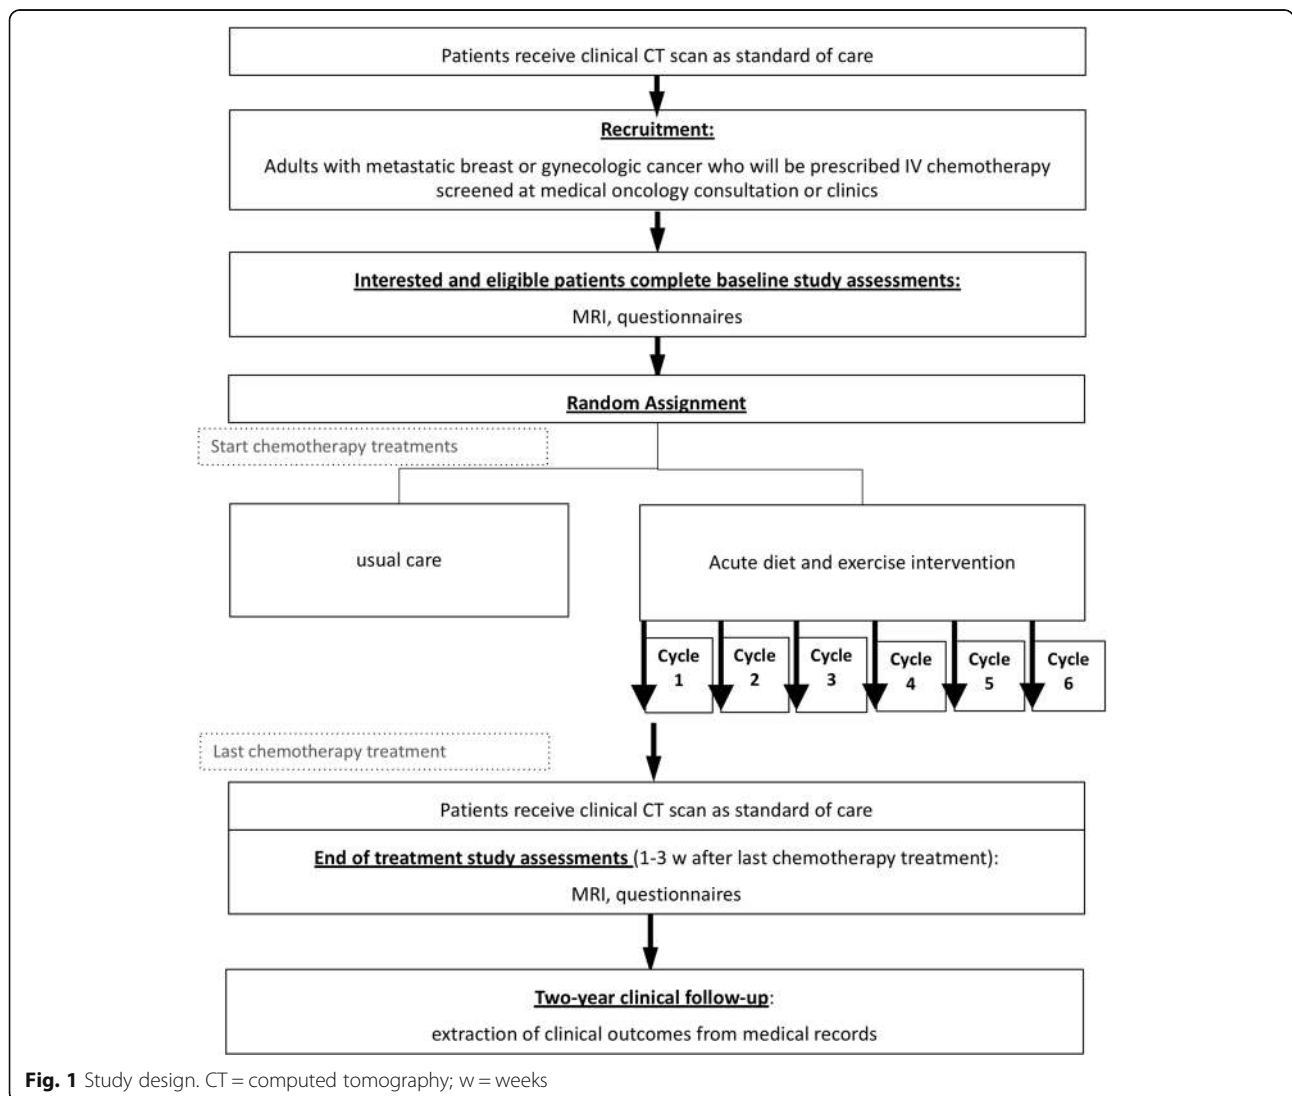 Patients receive clinical CT scan as standard of care
Recruitment:
Adults with metastatic breast or gynecologic cancer who will be prescribed IV chemotherapy
screened at medical oncology consultation or clinics
Interested and eligible patients complete baseline study assessments:
MRI, questionnaires
Random Assignment
Start chemotherapy treatments
usual care
Acute diet and exercise intervention
Cycle
1
Cycle
2
Cycle
3
Cycle
4
Cycle
5
Cycle
6
Last chemotherapy treatment
Patients receive clinical CT scan as standard of care
End of treatment study assessments (1-3 w after last chemotherapy treatment):
MRI, questionnaires
Two-year clinical follow-up:
extraction of clinical outcomes from medical records
Fig. 1 Study design. CT = computed tomography; w = weeks